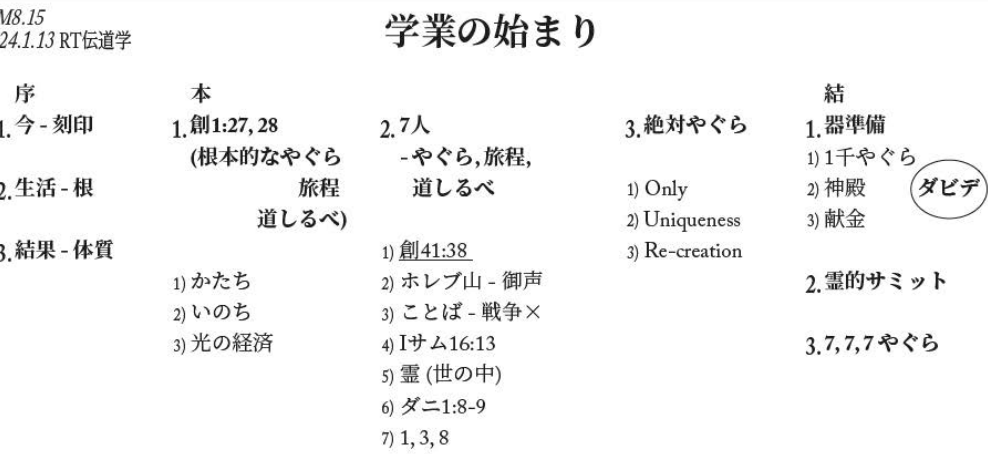 M8.15
24.1.13 RT伝道学
学業の始まり
序
1. 今 - 刻印
2. 生活 - 根
3. 結果 - 体質
本
1. 創1:27, 28
(根本的なやぐら
旅程
道しるべ)
1) かたち
2) いのち
3) 光の経済
2. 7人
- やぐら, 旅程,
道しるべ
1) 創41:38
2) ホレブ山 - 御声
3) ことば - 戦争×
4) Iサム16:13
5) 霊 (世の中)
6) ダニ1:8-9
7) 1, 3, 8
3. 絶対やぐら
1) Only
2) Uniqueness
3) Re-creation
結
1. 器準備
1) 1千やぐら
2) 神殿
3) 献金
ダビデ
2. 霊的サミット
3. 7, 7, 7 やぐら